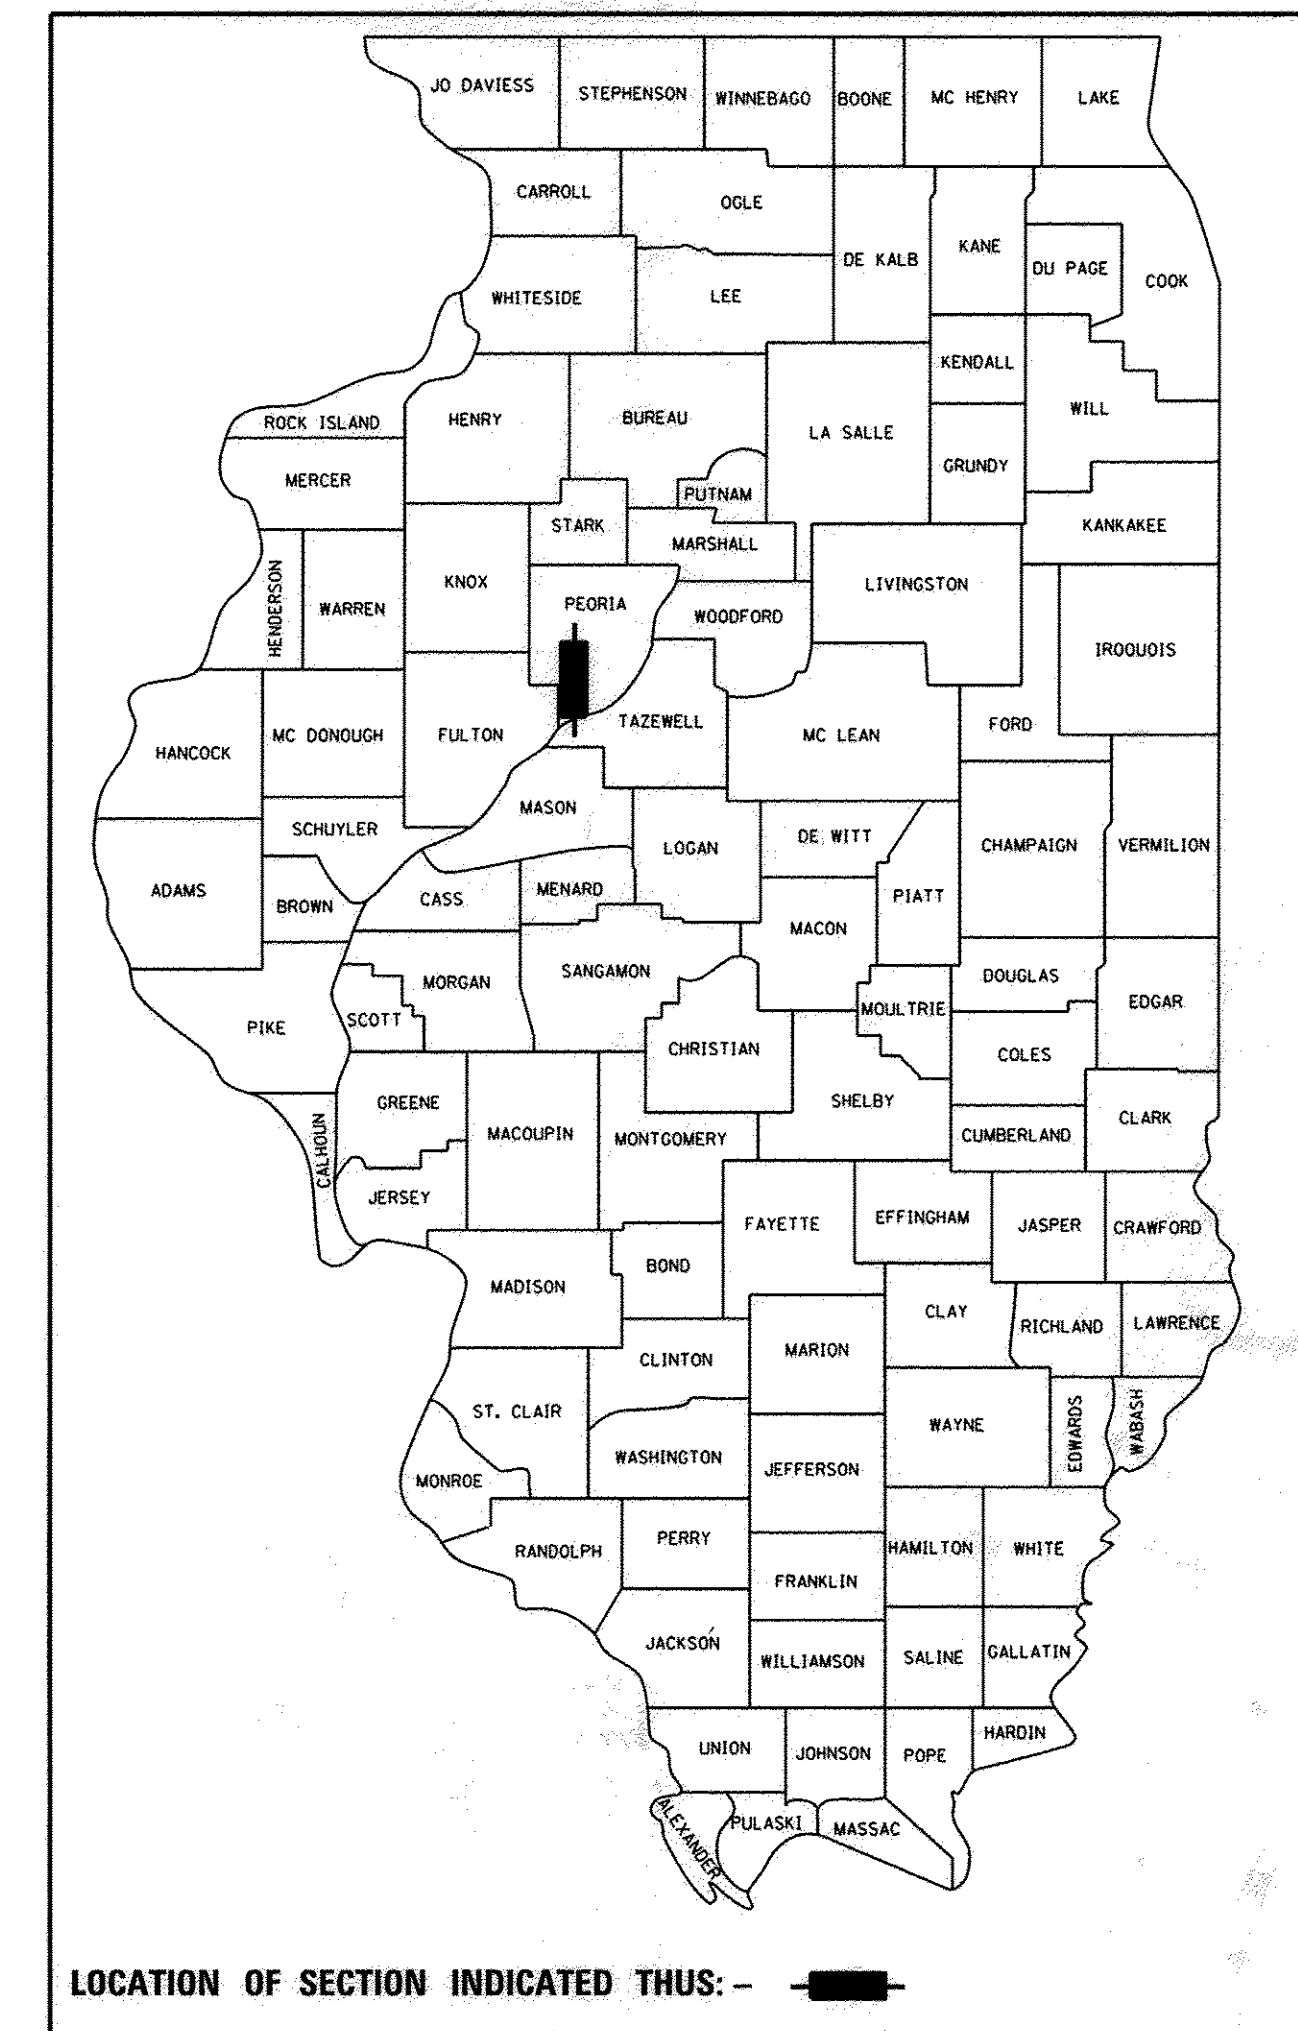 JO DAVIESS
STEPHENSON
WINNEBAGO
BOONE
MC HENRY
LAKE
CARROLL
OGLE
DE KALB
KANE
DU PAGE
COOK
WHITESIDE
LEE
KENDALL
ROCK ISLAND
HENRY
BUREAU
LA SALLE
WILL
MERCER
PUTNAM
GRUNDY
STARK
MARSHALL
KANKAKEE
HENDERSON
WARREN
KNOX
PEORIA
WOODFORD
LIVINGSTON
IROQUOIS
HANCOCK
MC DONOUGH
FULTON
TAZEWELL
MC LEAN
FORD
SCHUYLER
MASON
LOGAN
DE WITT
CHAMPAIGN
VERMILION
ADAMS
BROWN
CASS
MENARD
PIATT
MACON
SANGAMON
MORGAN
DOUGLAS
EDGAR
PIKE
SCOTT
CHRISTIAN
MOULTRIE
COLES
CALHOUN
GREENE
MACOUPIN
MONTGOMERY
SHELBY
CUMBERLAND
CLARK
JERSEY
FAYETTE
EFFINGHAM
JASPER
CRAWFORD
MADISON
BOND
CLAY
RICHLAND
LAWRENCE
CLINTON
MARION
ST. CLAIR
WAYNE
EDWARDS
WABASH
MONROE
WASHINGTON
JEFFERSON
RANDOLPH
PERRY
HAMILTON
WHITE
FRANKLIN
JACKSON
WILLIAMSON
SALINE
GALLATIN
UNION
JOHNSON
POPE
HARDIN
ALEXANDER
PULASKI
MASSAC
LOCATION OF SECTION INDICATED THUS: –